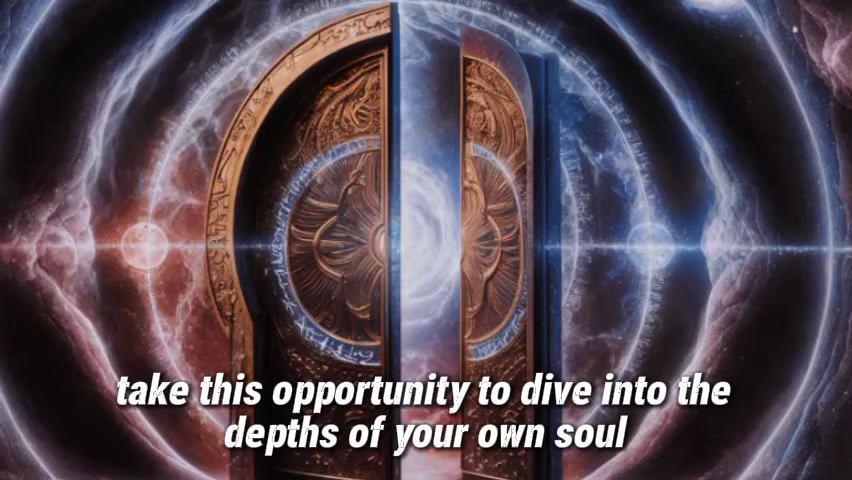 take this opportunity to dive into the
depths of your own soul